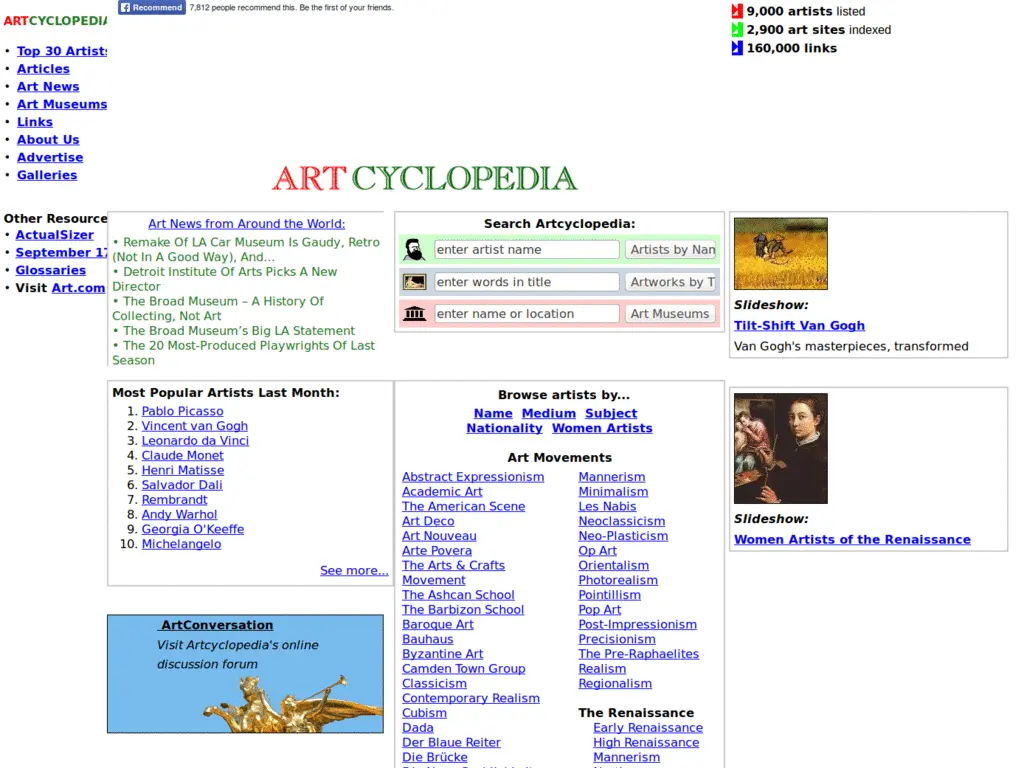 ARTCYCLOPEDIA
• Top 30 Artists
• Articles
• Art News
• Art Museums
• Links
• About Us
• Advertise
• Galleries
Other Resource
• ActualSizer
• September 17
• Glossaries
• Visit Art.com
Recommend 7,812 people recommend this. Be the first of your friends.
9,000 artists listed
2,900 art sites indexed
160,000 links
ART CYCLOPEDIA
Art News from Around the World:
• Remake Of LA Car Museum Is Gaudy, Retro
(Not In A Good Way), And...
• Detroit Institute Of Arts Picks A New
Director
• The Broad Museum – A History Of
Collecting, Not Art
• The Broad Museum's Big LA Statement
• The 20 Most-Produced Playwrights Of Last
Season
Search Artcyclopedia:
enter artist name Artists by Nan
enter words in title Artworks by T
enter name or location Art Museums
Slideshow:
Tilt-Shift Van Gogh
Van Gogh's masterpieces, transformed
Most Popular Artists Last Month:
1. Pablo Picasso
2. Vincent van Gogh
3. Leonardo da Vinci
4. Claude Monet
5. Henri Matisse
6. Salvador Dali
7. Rembrandt
8. Andy Warhol
9. Georgia O'Keeffe
10. Michelangelo
See more...
ArtConversation
Visit Artcyclopedia's online
discussion forum
Browse artists by...
Name Medium Subject
Nationality Women Artists
Art Movements
Abstract Expressionism
Academic Art
The American Scene
Art Deco
Art Nouveau
Arte Povera
The Arts & Crafts
Movement
The Ashcan School
The Barbizon School
Baroque Art
Bauhaus
Byzantine Art
Camden Town Group
Classicism
Contemporary Realism
Cubism
Dada
Der Blaue Reiter
Die Brücke
Mannerism
Minimalism
Les Nabis
Neoclassicism
Neo-Plasticism
Op Art
Orientalism
Photorealism
Pointillism
Pop Art
Post-Impressionism
Precisionism
The Pre-Raphaelites
Realism
Regionalism
The Renaissance
Early Renaissance
High Renaissance
Mannerism
Slideshow:
Women Artists of the Renaissance